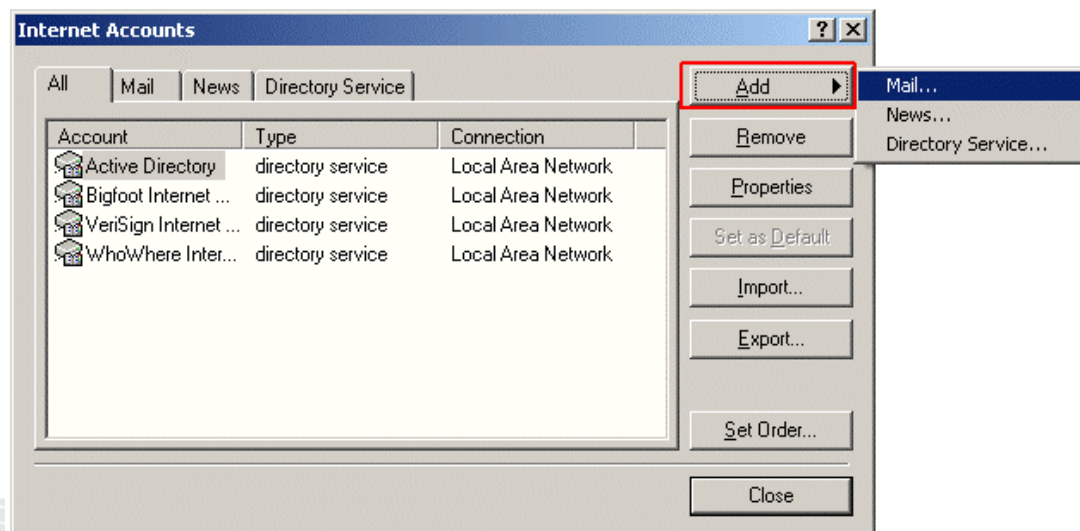 Internet Accounts
All Mail News Directory Service
Add
Mail...
News...
Directory Service...
Account Type Connection
Active Directory directory service Local Area Network
Bigfoot Internet ... directory service Local Area Network
VeriSign Internet ... directory service Local Area Network
WhoWhere Inter... directory service Local Area Network
Remove
Properties
Set as Default
Import...
Export...
Set Order...
Close